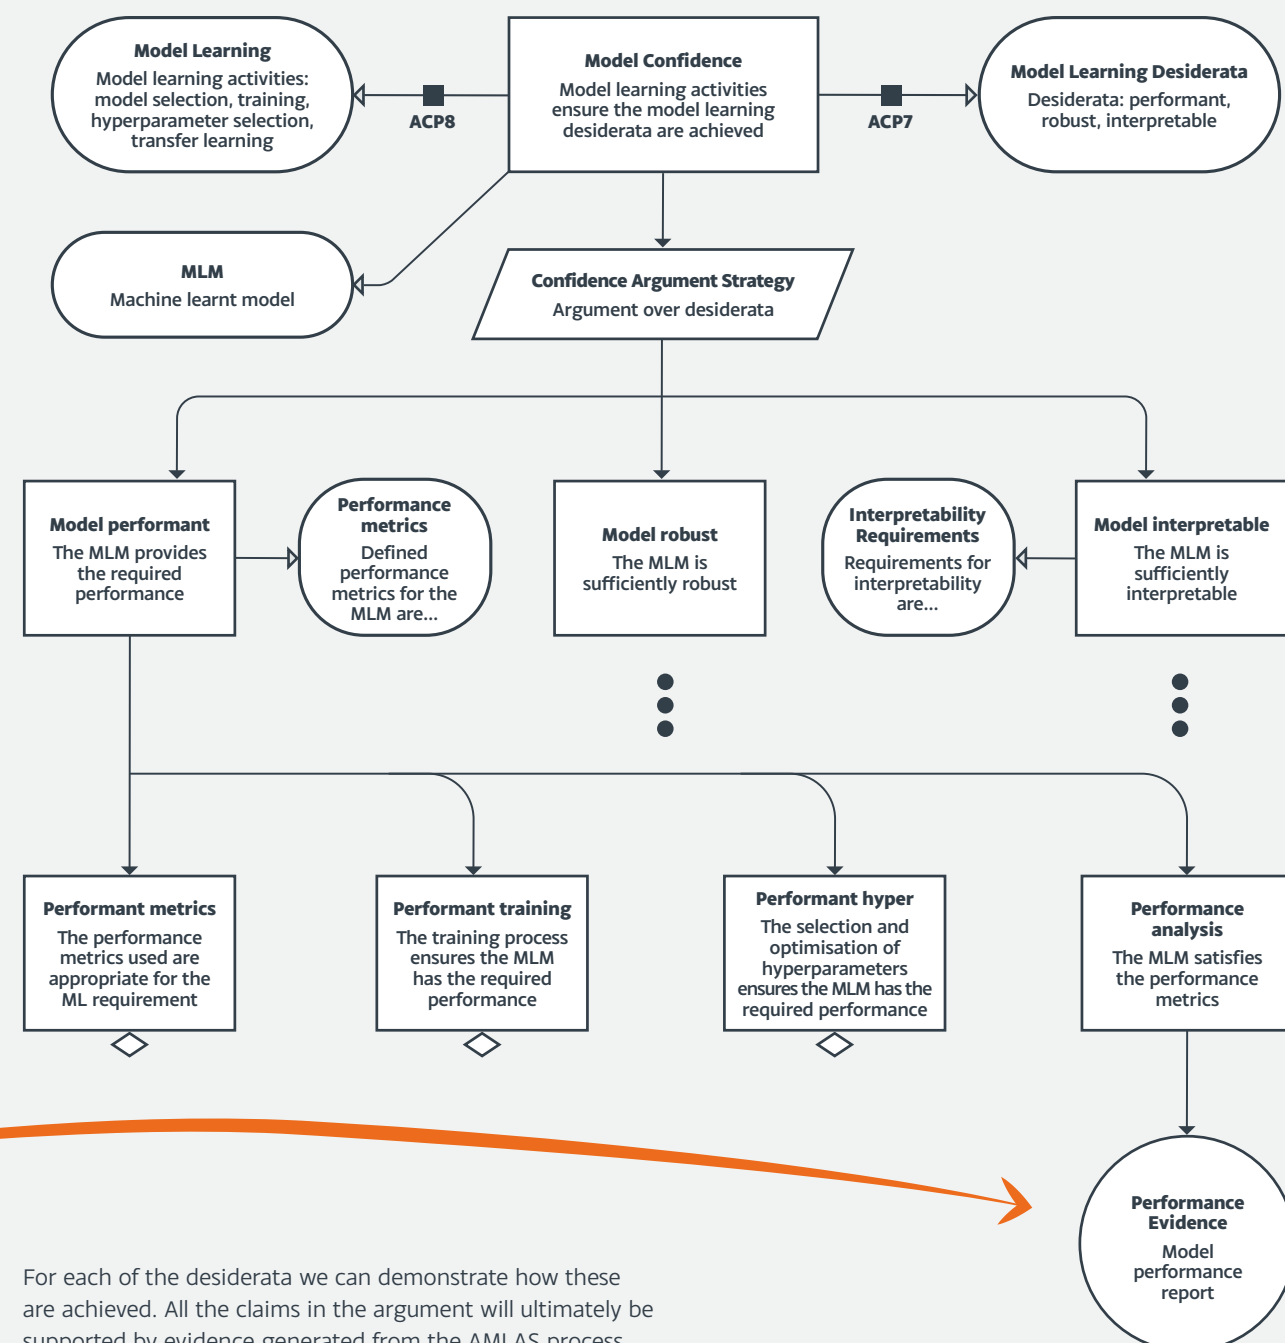 Model Learning
Model learning activities:
model selection, training,
hyperparameter selection,
transfer learning
ACP8
Model Confidence
Model learning activities
ensure the model learning
desiderata are achieved
ACP7
Model Learning Desiderata
Desiderata: performant,
robust, interpretable
MLM
Machine learnt model
Confidence Argument Strategy
Argument over desiderata
Model performant
The MLM provides
the required
performance
Performance
metrics
Defined
performance
metrics for the
MLM are...
Model robust
The MLM is
sufficiently robust
Interpretability
Requirements
Requirements for
interpretability
are...
Model interpretable
The MLM is
sufficiently
interpretable
Performant metrics
The performance
metrics used are
appropriate for the
ML requirement
Performant training
The training process
ensures the MLM
has the required
performance
Performant hyper
The selection and
optimisation of
hyperparameters
ensures the MLM has the
required performance
Performance
analysis
The MLM satisfies
the performance
metrics
Performance
Evidence
Model
performance
report
For each of the desiderata we can demonstrate how these
are achieved. All the claims in the argument will ultimately be
supported by evidence generated from the AMLAS process